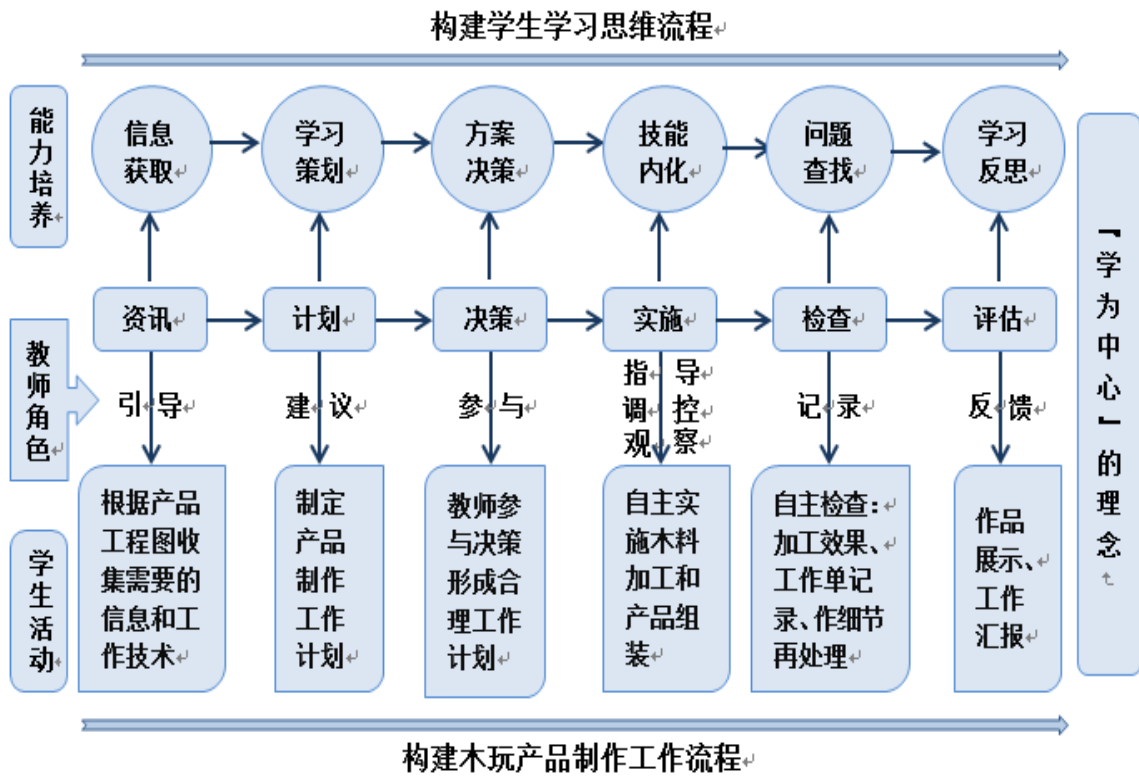 构建学生学习思维流程
能力培养
信息
获取
学习
策划
方案
决策
技能
内化
问题
查找
学习
反思
资讯
计划
决策
实施
检查
评估
教师角色
引导
建议
参与
指导
调控
观察
记录
反馈
学生活动
根据产品
工程图收
集需要的
信息和工
作技术
制定
产品
制作
工作
计划
教师参
与决策
形成合
理工作
计划
自主实
施木料
加工和
产品组
装
自主检查：
加工效果、
工作单记
录、作细节
再处理
作品
展示、
工作
汇报
『学为中心』的理念
构建木玩产品制作工作流程